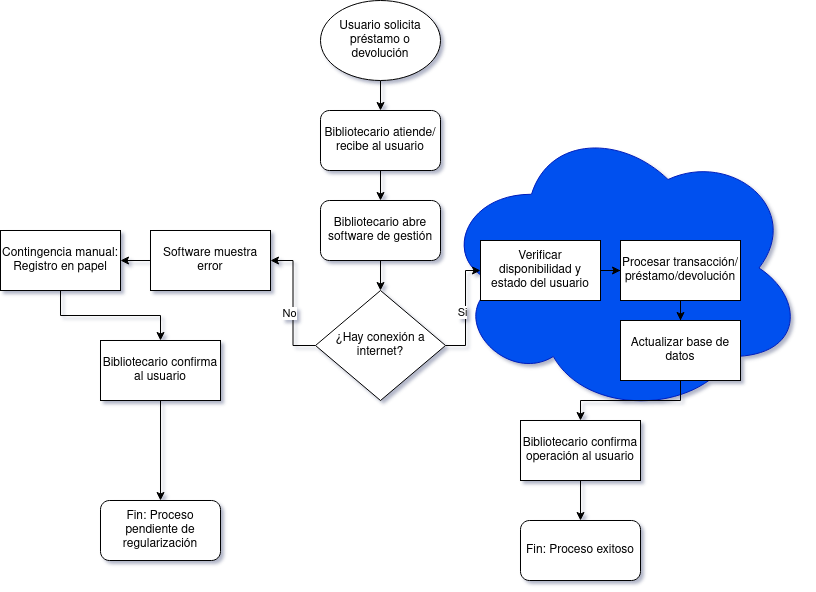 Usuario solicita
préstamo o
devolución
Bibliotecario atiende/
recibe al usuario
Bibliotecario abre
software de gestión
¿Hay conexión a
internet?
No
Software muestra
error
Contingencia manual:
Registro en papel
Bibliotecario confirma
al usuario
Fin: Proceso
pendiente de
regularización
Si
Verificar
disponibilidad y
estado del usuario
Procesar transacción/
préstamo/devolución
Actualizar base de
datos
Bibliotecario confirma
operación al usuario
Fin: Proceso exitoso